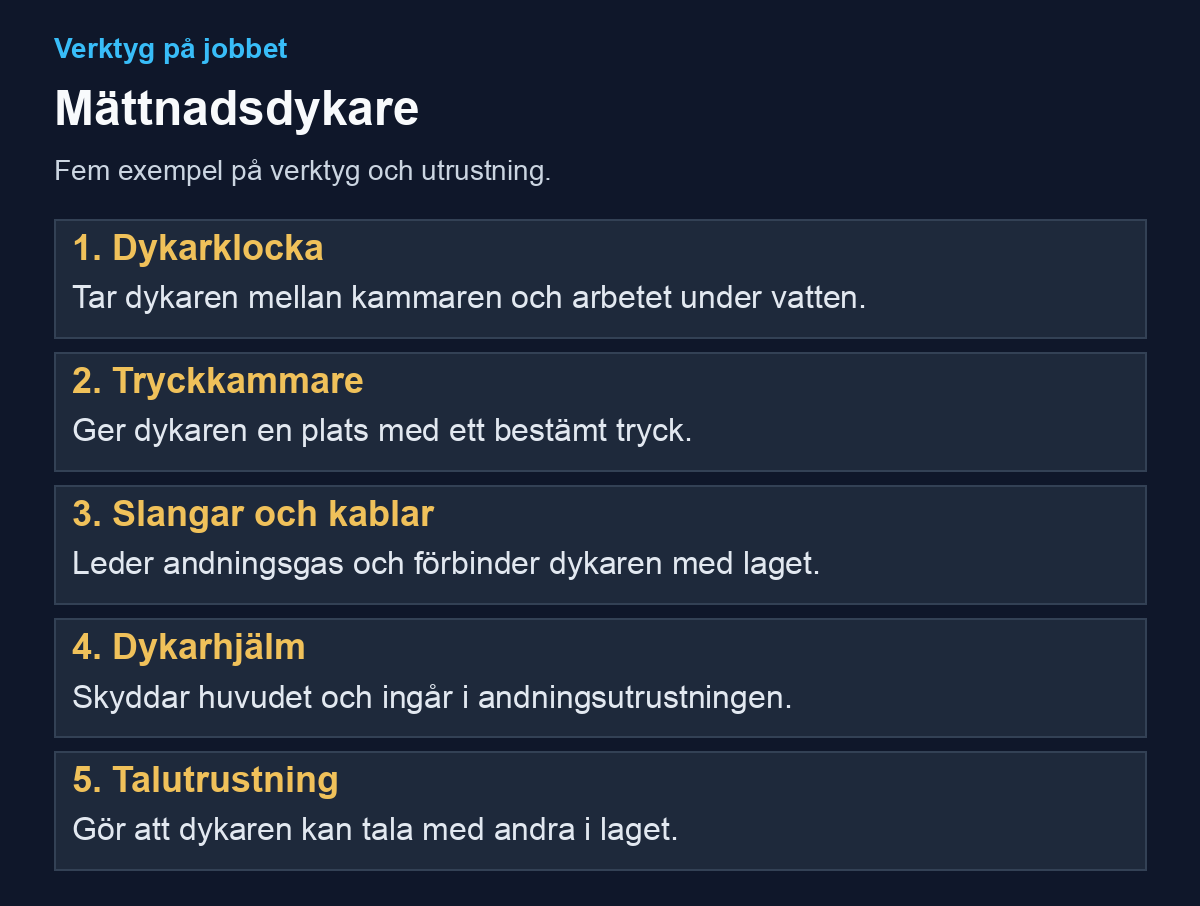 Verktyg på jobbet
Mättnadsdykare
Fem exempel på verktyg och utrustning.
1. Dykarklocka
Tar dykaren mellan kammaren och arbetet under vatten.
2. Tryckkammare
Ger dykaren en plats med ett bestämt tryck.
3. Slangar och kablar
Leder andningsgas och förbinder dykaren med laget.
4. Dykarhjälm
Skyddar huvudet och ingår i andningsutrustningen.
5. Talutrustning
Gör att dykaren kan tala med andra i laget.